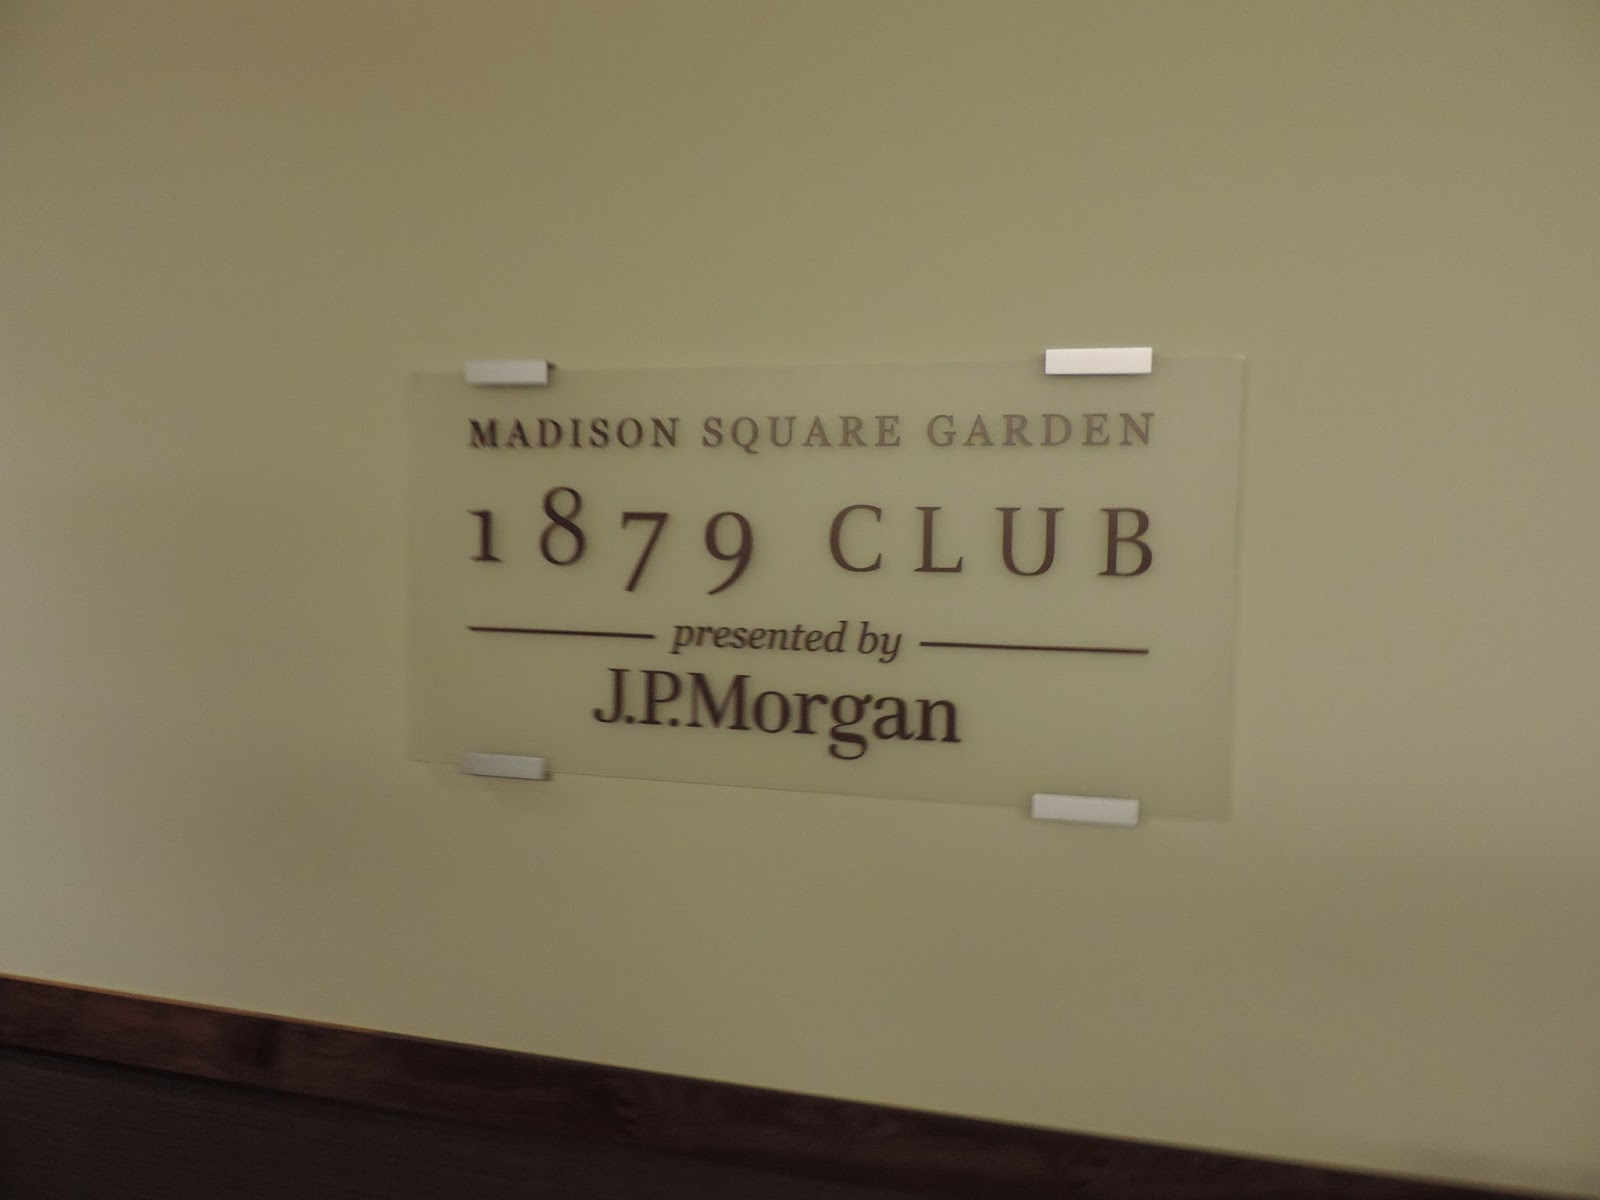 MADISON SQUARE GARDEN
1879 CLUB
presented by
J.P.Morgan